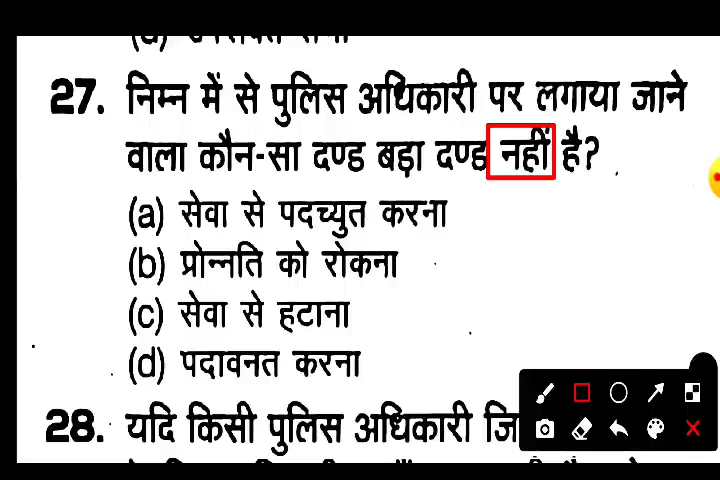 27. निम्न में से पुलिस अधिकारी पर लगाया जाने
वाला कौन-सा दण्ड बड़ा दण्ड नहीं है?
(a) सेवा से पदच्युत करना
(b) प्रोन्नति को रोकना
(c) सेवा से हटाना
(d) पदावनत करना
28. यदि किसी पुलिस अधिकारी